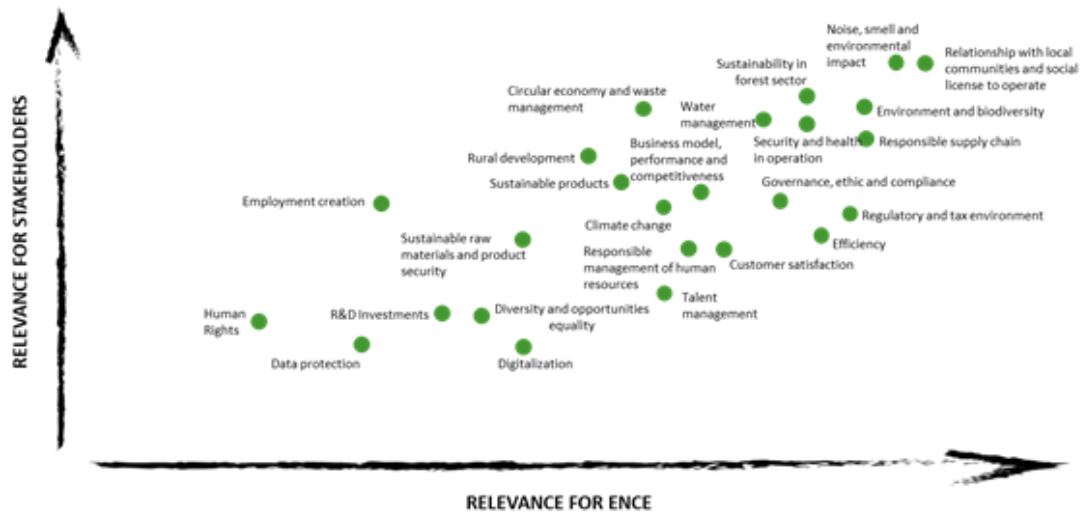 RELEVANCE FOR STAKEHOLDERS
Noise, smell and
environmental
impact
Relationship with local
communities and social
license to operate
Sustainability in
forest sector
Circular economy and waste
management
Water
management
Environment and biodiversity
Security and health
in operation
Responsible supply chain
Business model,
performance and
competitiveness
Rural development
Sustainable products
Governance, ethic and compliance
Employment creation
Climate change
Regulatory and tax environment
Sustainable raw
materials and product
security
Efficiency
Responsible
management of human
resources
Customer satisfaction
Talent
management
Human
Rights
R&D Investments
Diversity and opportunities
equality
Data protection
Digitalization
RELEVANCE FOR ENCE